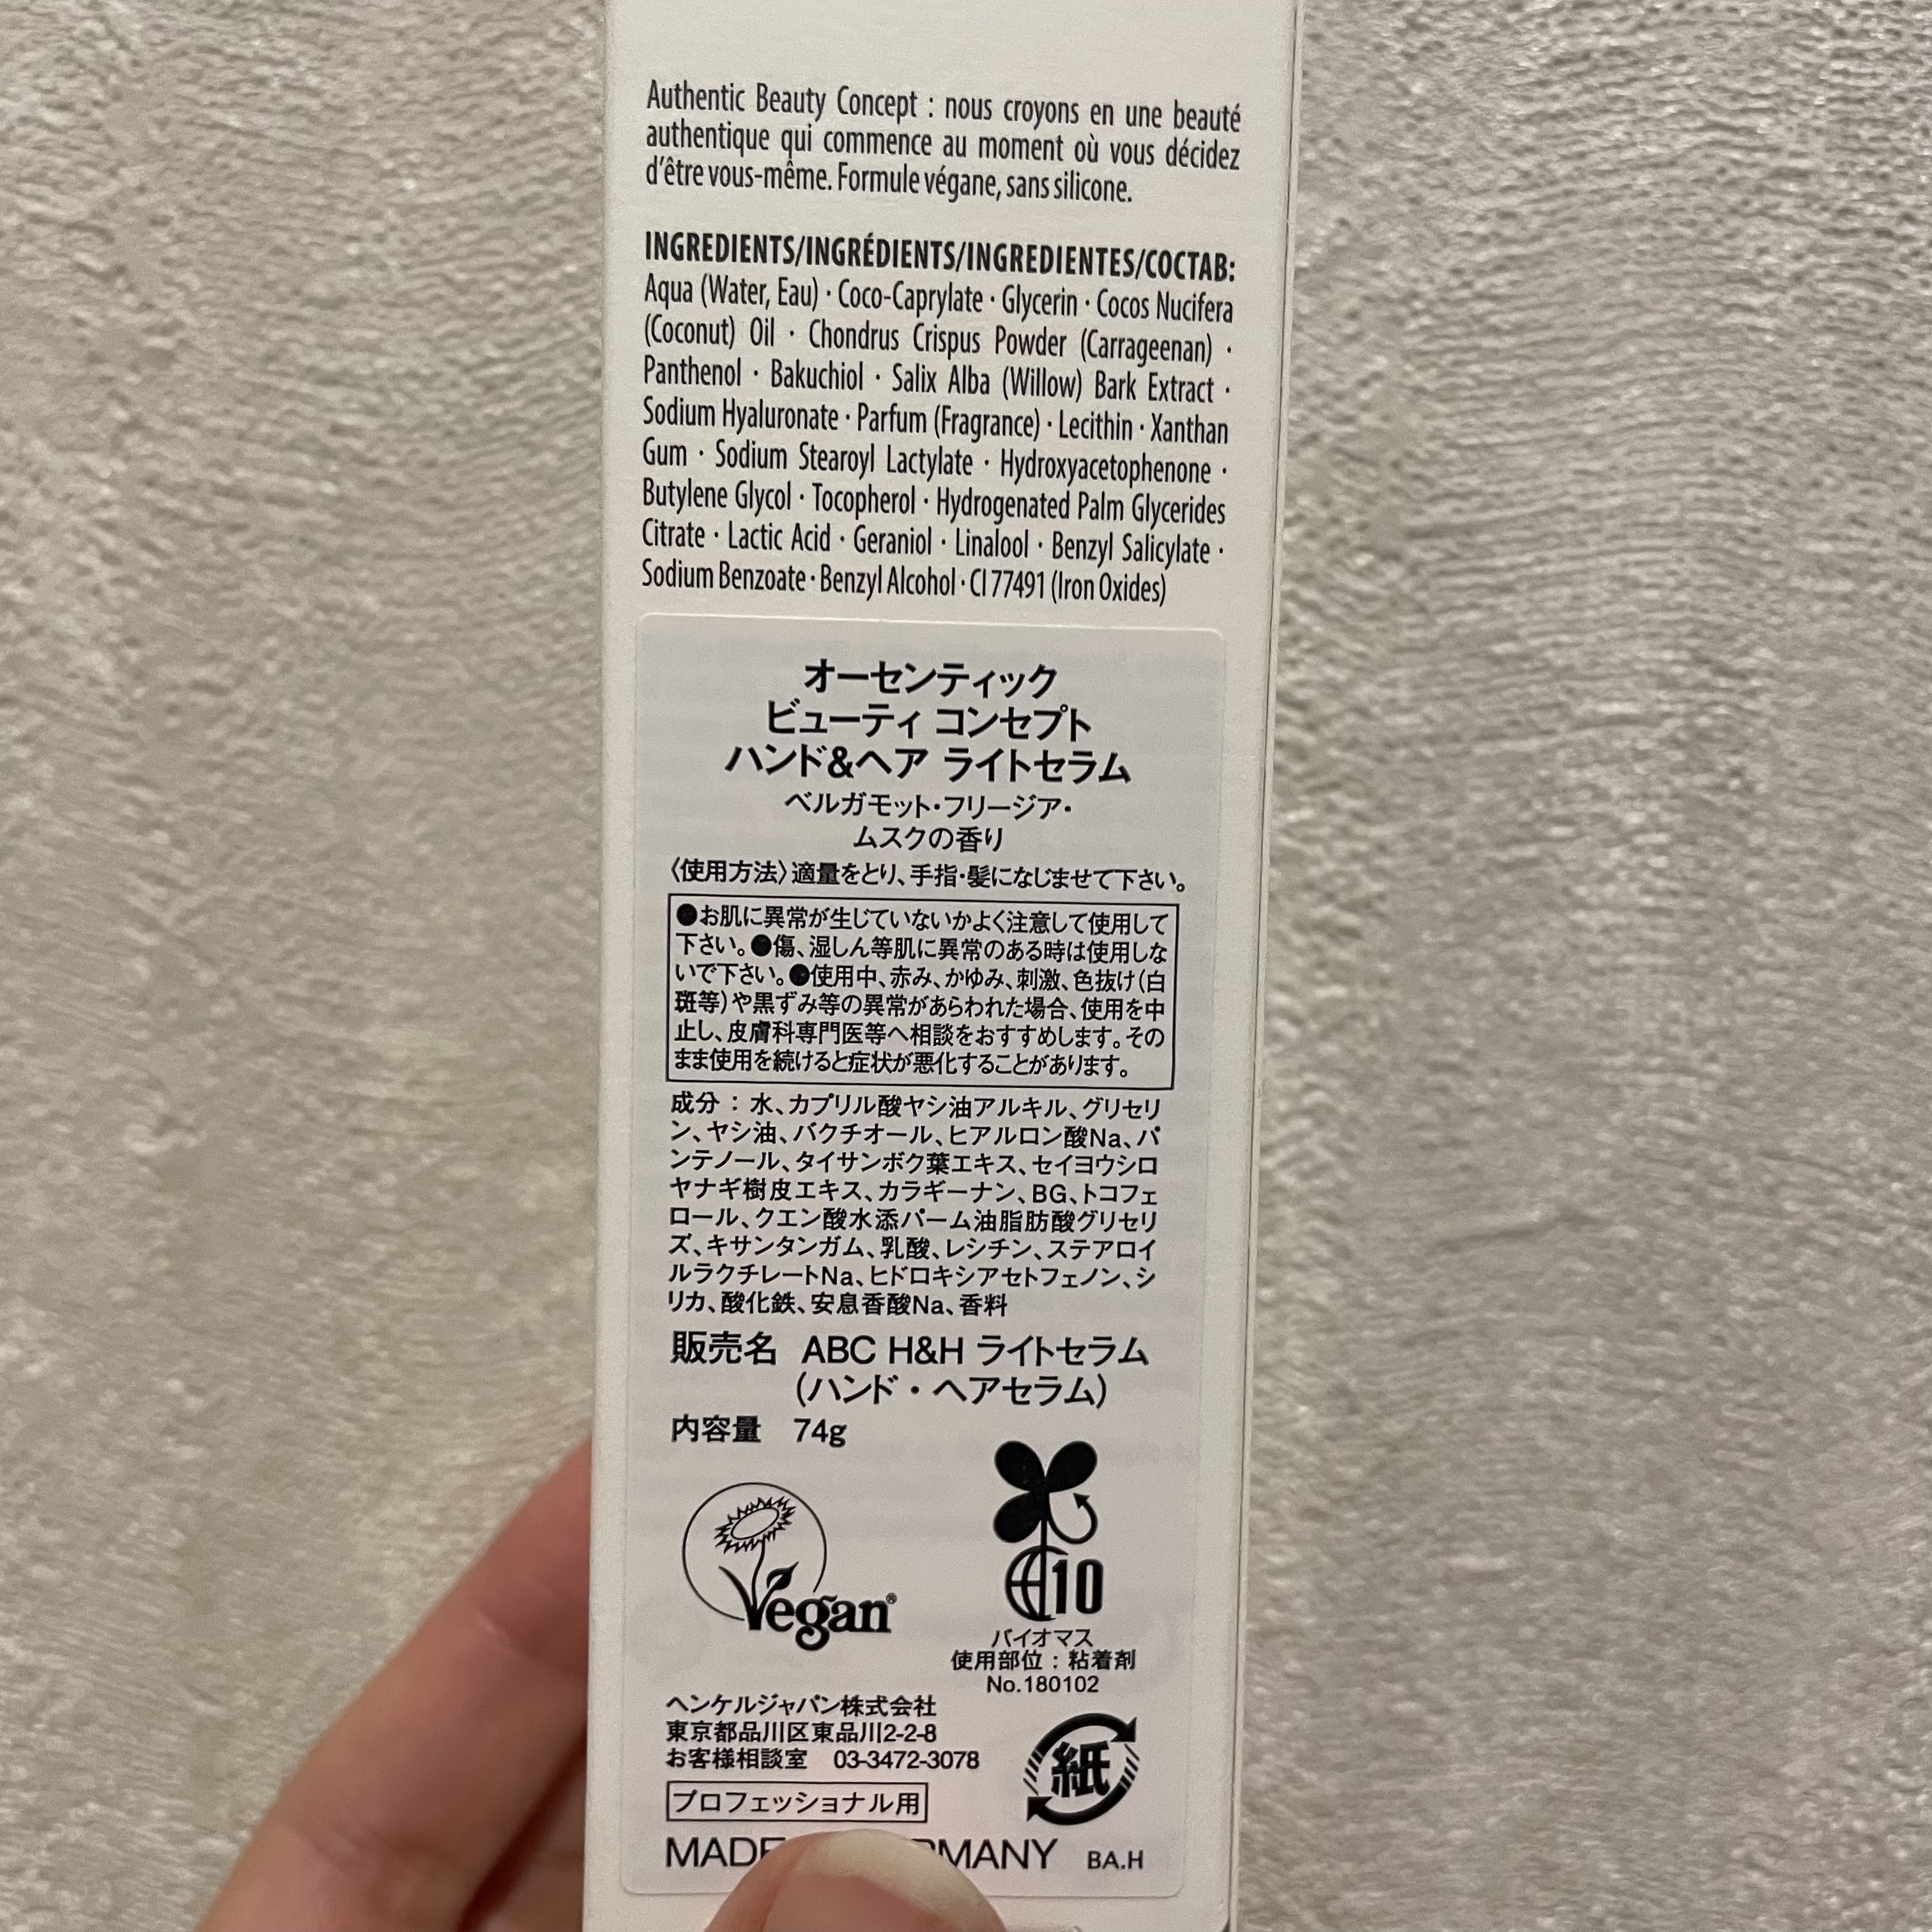 Authentic Beauty Concept : nous croyons en une beauté
authentique qui commence au moment où vous décidez
d'être vous-même. Formule végane, sans silicone.
INGREDIENTS/INGRÉDIENTS/INGREDIENTES/COCTAB:
Aqua (Water, Eau) · Coco-Caprylate · Glycerin · Cocos Nucifera
(Coconut) Oil · Chondrus Crispus Powder (Carrageenan) ·
Panthenol · Bakuchiol · Salix Alba (Willow) Bark Extract ·
Sodium Hyaluronate · Parfum (Fragrance) · Lecithin · Xanthan
Gum · Sodium Stearoyl Lactylate · Hydroxyacetophenone ·
Butylene Glycol · Tocopherol · Hydrogenated Palm Glycerides
Citrate · Lactic Acid · Geraniol · Linalool · Benzyl Salicylate ·
Sodium Benzoate · Benzyl Alcohol · CI 77491 (Iron Oxides)
オーセンティック
ビューティ コンセプト
ハンド&ヘア ライトセラム
ベルガモット・フリージア・
ムスクの香り
〈使用方法〉適量をとり、手指・髪になじませて下さい。
●お肌に異常が生じていないかよく注意して使用して
下さい。●傷、湿しん等肌に異常のある時は使用しな
いで下さい。●使用中、赤み、かゆみ、刺激、色抜け(白
斑等)や黒ずみ等の異常があらわれた場合、使用を中
止し、皮膚科専門医等へ相談をおすすめします。その
まま使用を続けると症状が悪化することがあります。
成分：水、カプリル酸ヤシ油アルキル、グリセリ
ン、ヤシ油、バクチオール、ヒアルロン酸Na、パ
ンテノール、タイサンボク葉エキス、セイヨウシロ
ヤナギ樹皮エキス、カラギーナン、BG、トコフェ
ロール、クエン酸水添パーム油脂肪酸グリセリ
ズ、キサンタンガム、乳酸、レシチン、ステアロイ
ルラクチレートNa、ヒドロキシアセトフェノン、シ
リカ、酸化鉄、安息香酸Na、香料
販売名 ABC H&H ライトセラム
(ハンド・ヘアセラム)
内容量 74g
Vegan®
10
バイオマス
使用部位：粘着剤
No.180102
ヘンケルジャパン株式会社
東京都品川区東品川2-2-8
お客様相談室 03-3472-3078
紙
プロフェッショナル用
MADE MANY BA.H